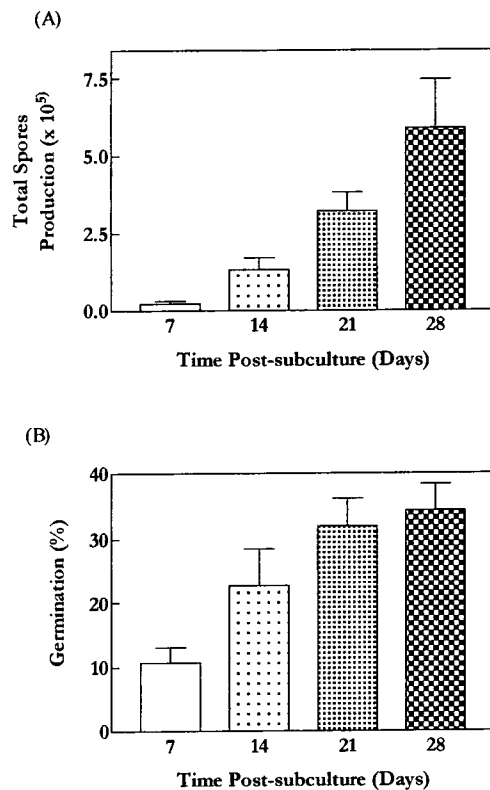 (A)
Total Spores
Production (x 10⁵)
7.5
5.0
2.5
0.0
7 14 21 28
Time Post-subculture (Days)
(B)
Germination (%)
40
30
20
10
0
7 14 21 28
Time Post-subculture (Days)